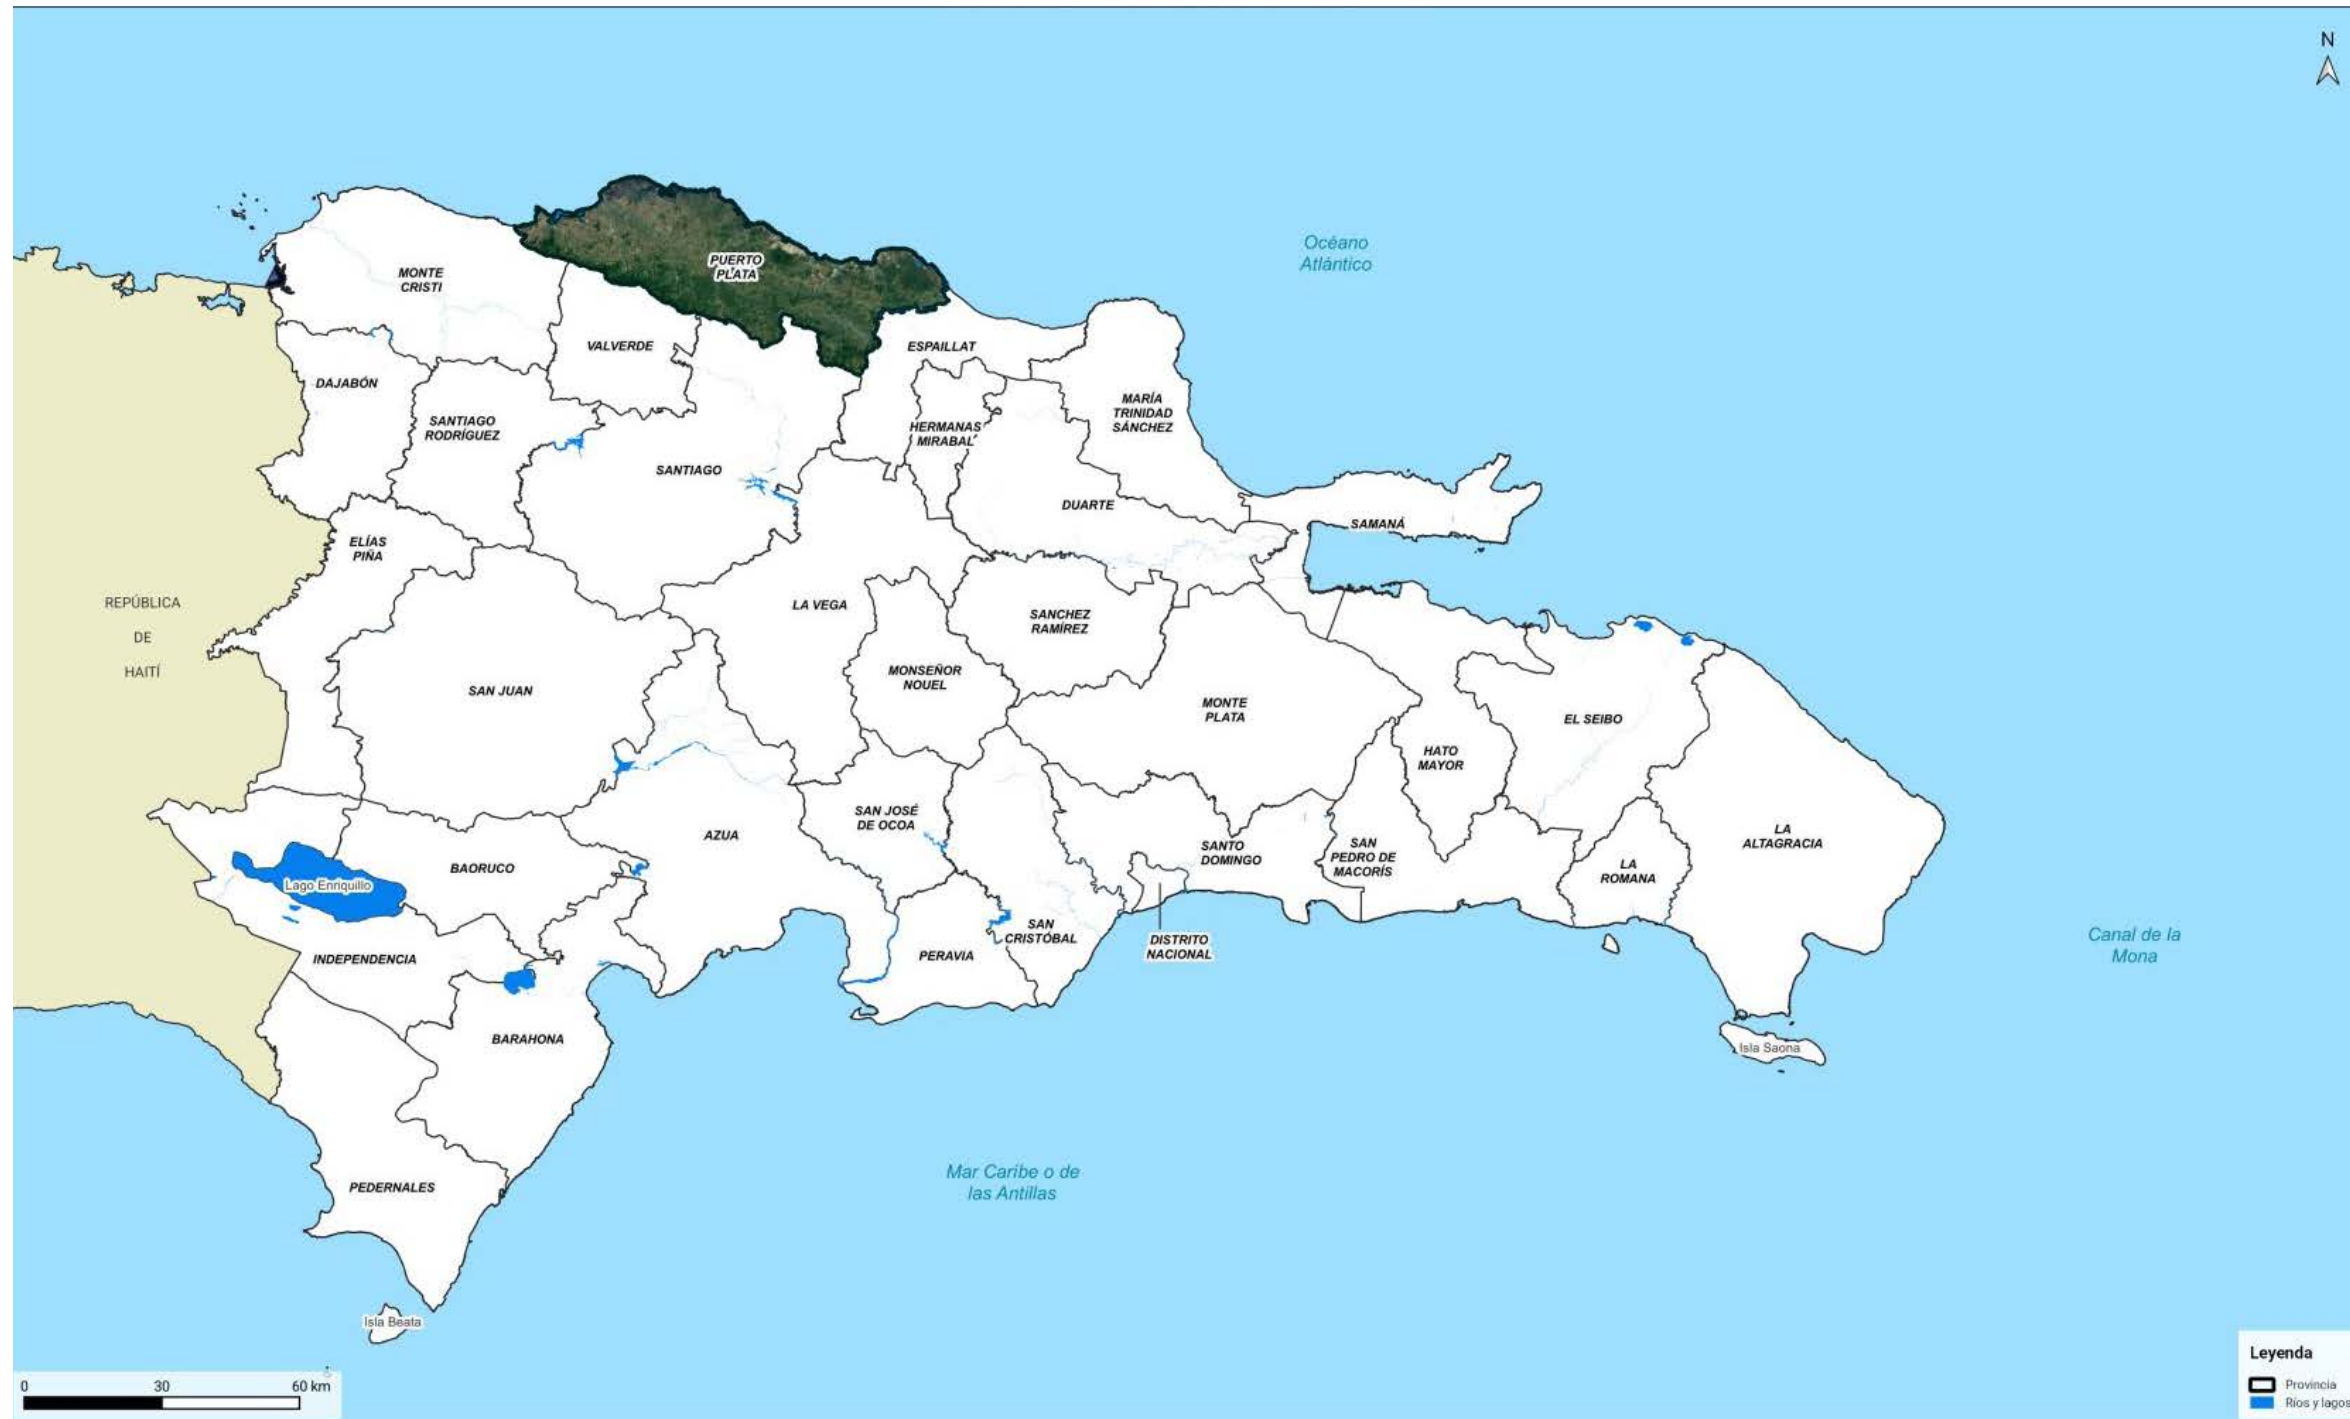 N
Océano
Atlántico
PUERTO
PLATA
MONTE
CRISTI
VALVERDE
ESPAILLAT
DAJABÓN
MARÍA
TRINIDAD
SÁNCHEZ
SANTIAGO
RODRÍGUEZ
HERMANAS
MIRABAL
SANTIAGO
DUARTE
SAMANÁ
ELÍAS
PIÑA
REPÚBLICA
DE
HAITÍ
LA VEGA
SANCHEZ
RAMÍREZ
MONSEÑOR
NOUEL
SAN JUAN
MONTE
PLATA
EL SEIBO
HATO
MAYOR
SAN JOSÉ
DE OCOA
AZUA
LA
ALTAGRACIA
SANTO
DOMINGO
SAN
PEDRO DE
MACORÍS
BAORUCO
LA
ROMANA
Lago Enriquillo
SAN
CRISTÓBAL
DISTRITO
NACIONAL
PERAVIA
INDEPENDENCIA
Canal de la
Mona
BARAHONA
Isla Saona
Mar Caribe o de
las Antillas
PEDERNALES
Isla Beata
0 30 60 km
Leyenda
Provincia
Ríos y lagos